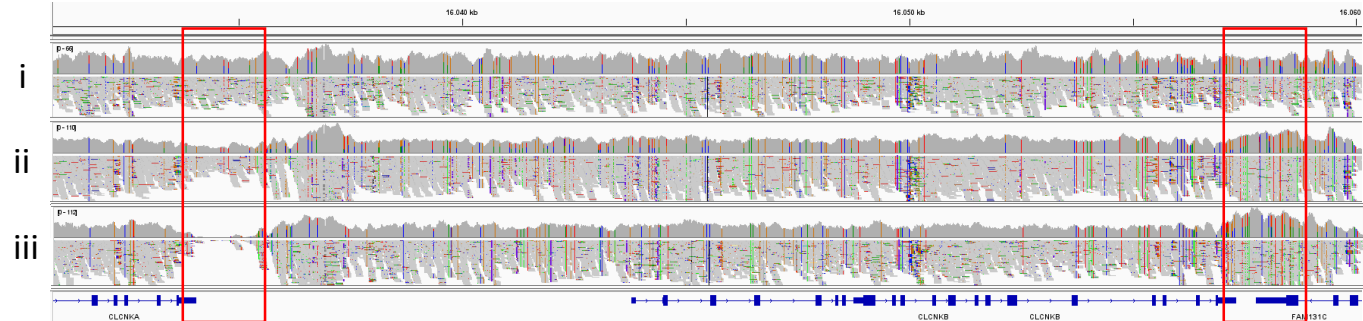 16.040 kb 16.050 kb 16.060
[0 - 66]
i
[0 - 110]
ii
[0 - 112]
iii
CLCNKA CLCNKB CLCNKB FAM131C